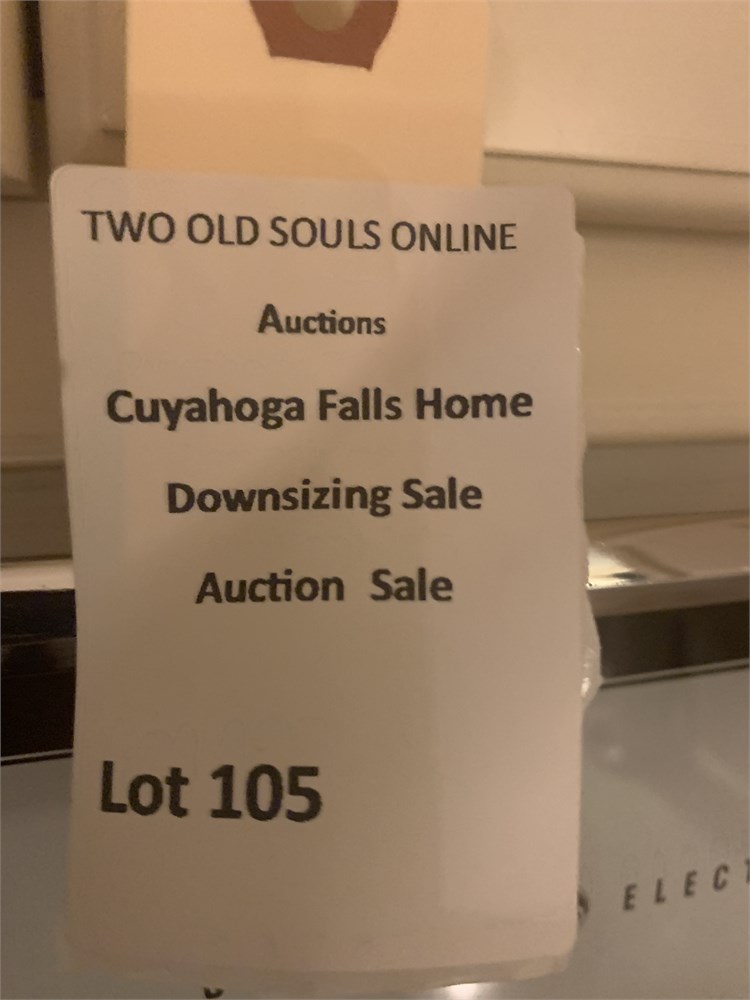 TWO OLD SOULS ONLINE
Auctions
Cuyahoga Falls Home
Downsizing Sale
Auction Sale
Lot 105
ELECT